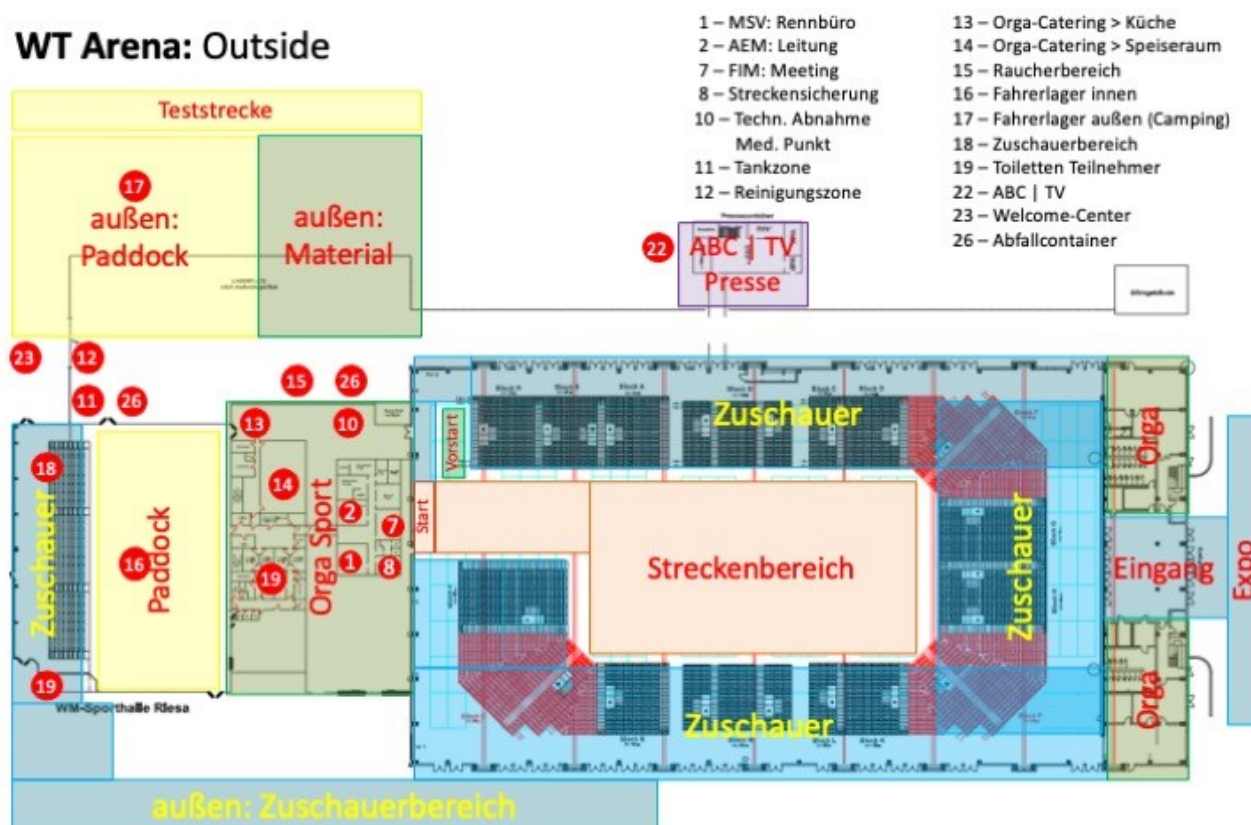 WT Arena: Outside
1 – MSV: Rennbüro
2 – AEM: Leitung
7 – FIM: Meeting
8 – Streckensicherung
10 – Techn. Abnahme
Med. Punkt
11 – Tankzone
12 – Reinigungszone
13 – Orga-Catering > Küche
14 – Orga-Catering > Speiseraum
15 – Raucherbereich
16 – Fahrerlager innen
17 – Fahrerlager außen (Camping)
18 – Zuschauerbereich
19 – Toiletten Teilnehmer
22 – ABC | TV
23 – Welcome-Center
26 – Abfallcontainer
Teststrecke
17
außen:
Paddock
außen:
Material
Pressecontainer
22
ABC | TV
Presse
23
12
11
26
15
26
13
10
18
14
2
7
16
19
1
8
19
Zuschauer
Paddock
Orga Sport
Vorstart
Start
Streckenbereich
Zuschauer
Zuschauer
Zuschauer
Orga
Eingang
Expo
Orga
WM-Sporthalle Riesa
außen: Zuschauerbereich